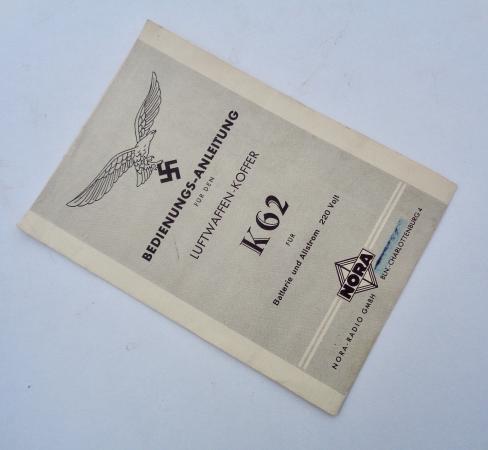 BEDIENUNGS-ANLEITUNG
FÜR DEN
LUFTWAFFEN-KOFFER
K 62
FÜR
Batterie und Allstrom 220 Volt
NORA
NORA-RADIO GMBH BLN. CHARLOTTENBURG 4